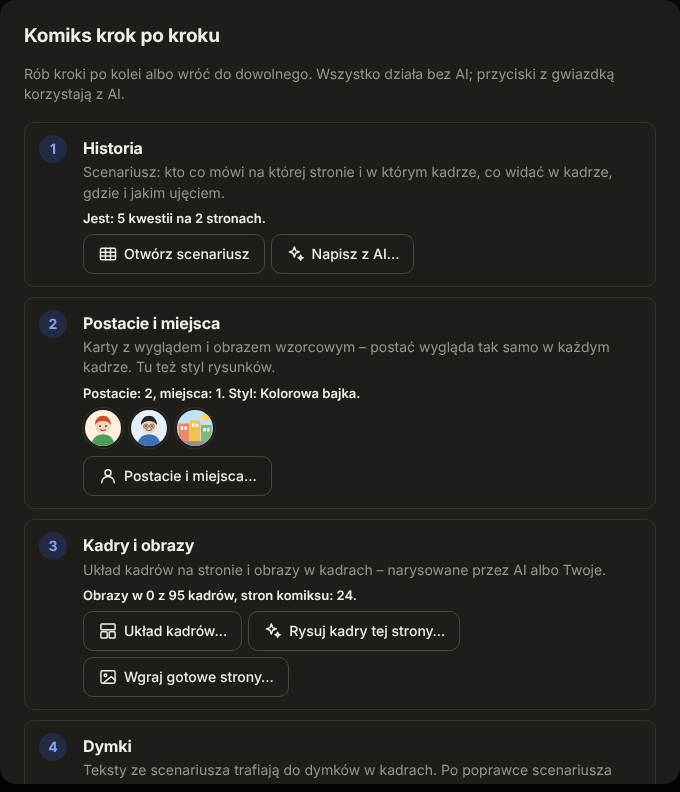 Komiks krok po kroku
Rób kroki po kolei albo wróć do dowolnego. Wszystko działa bez AI; przyciski z gwiazdką
korzystają z AI.
1
Historia
Scenariusz: kto co mówi na której stronie i w którym kadrze, co widać w kadrze,
gdzie i jakim ujęciem.
Jest: 5 kwestii na 2 stronach.
Otwórz scenariusz
Napisz z AI...
2
Postacie i miejsca
Karty z wyglądem i obrazem wzorcowym – postać wygląda tak samo w każdym
kadrze. Tu też styl rysunków.
Postacie: 2, miejsca: 1. Styl: Kolorowa bajka.
Postacie i miejsca...
3
Kadry i obrazy
Układ kadrów na stronie i obrazy w kadrach – narysowane przez AI albo Twoje.
Obrazy w 0 z 95 kadrów, stron komiksu: 24.
Układ kadrów...
Rysuj kadry tej strony...
Wgraj gotowe strony...
4
Dymki
Teksty ze scenariusza trafiają do dymków w kadrach. Po poprawce scenariusza